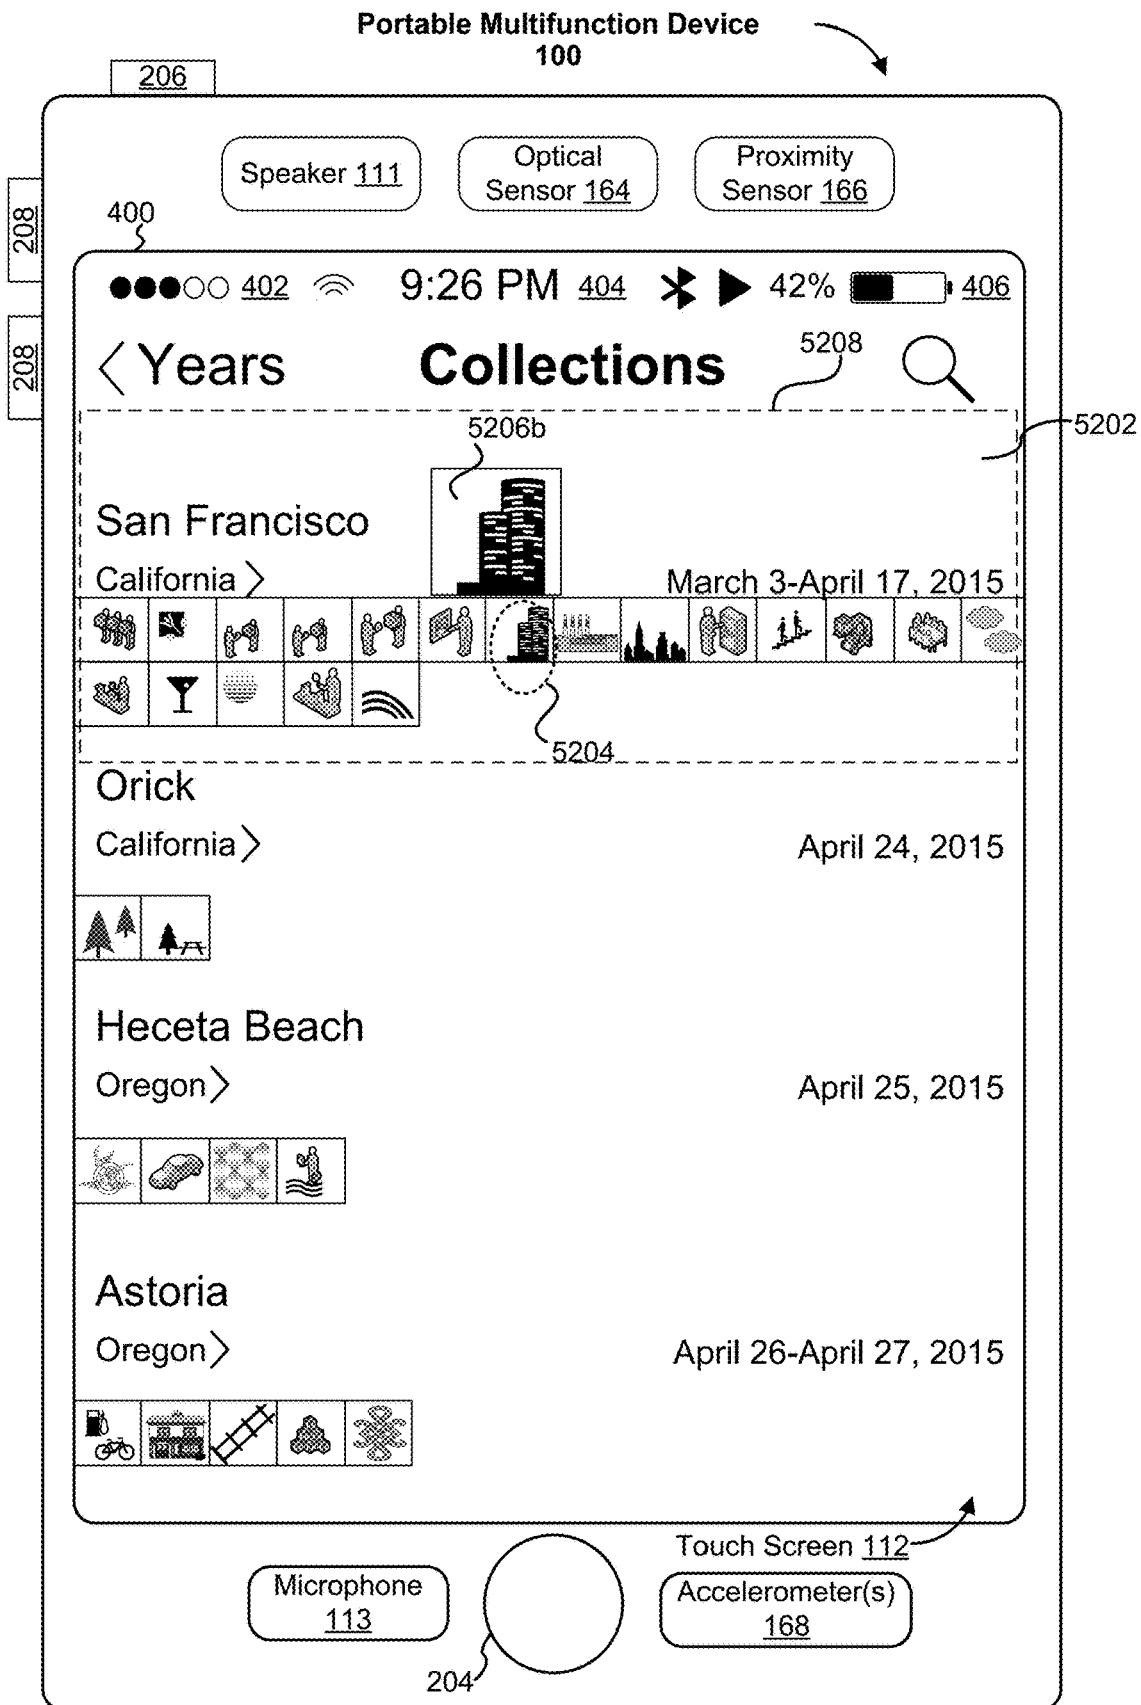 Portable Multifunction Device
100
206
Speaker 111
Optical
Sensor 164
Proximity
Sensor 166
208
208
400
402 9:26 PM 404 42% 406
< Years Collections
5208
5202
5206b
San Francisco
California > March 3-April 17, 2015
5204
Orick
California > April 24, 2015
Heceta Beach
Oregon > April 25, 2015
Astoria
Oregon > April 26-April 27, 2015
Touch Screen 112
Microphone
113
Accelerometer(s)
168
204